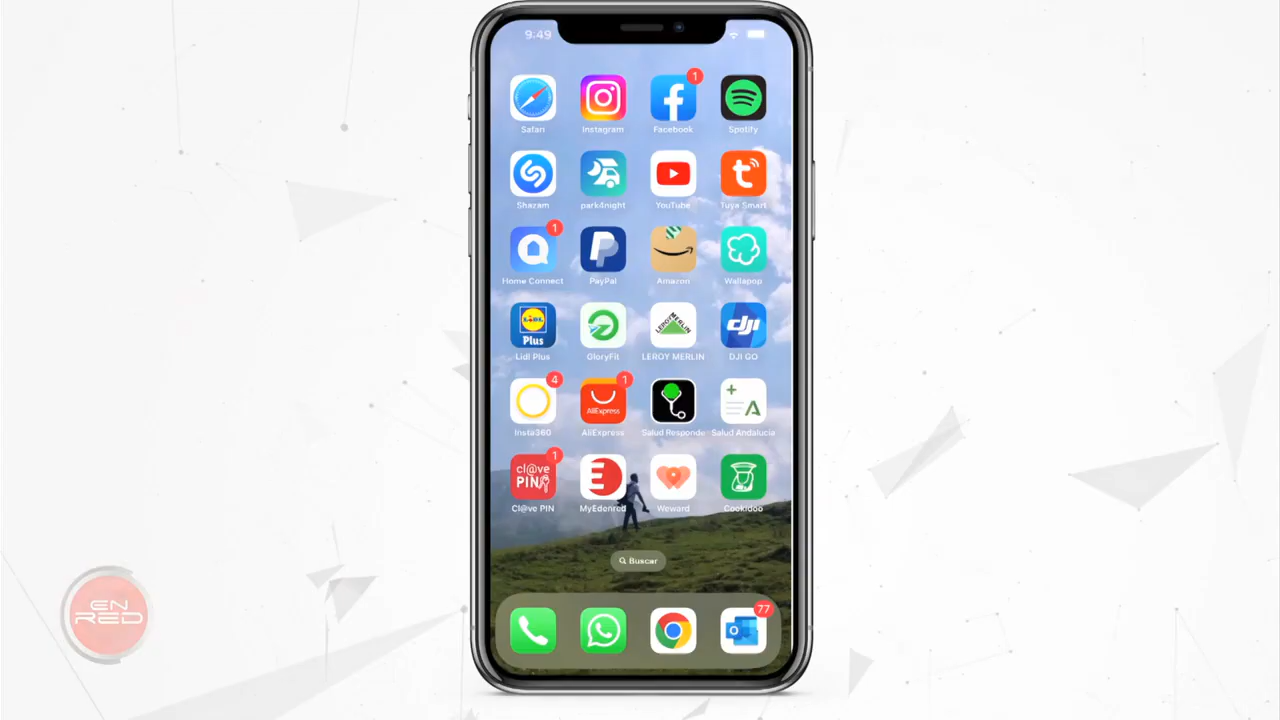 9:49
1
Safari Instagram Facebook Spotify
Shazam park4night YouTube Tuya Smart
1
Home Connect PayPal Amazon Wallapop
LiDL
Plus
LEROY MERLIN
dji
Lidl Plus GloryFit LEROY MERLIN DJI GO
4 1
AliExpress
Insta360 AliExpress Salud Responde Salud Andalucía
1
cl@ve
PIN
Cl@ve PIN MyEdenred Weward Cookidoo
Buscar
77
EN
RED